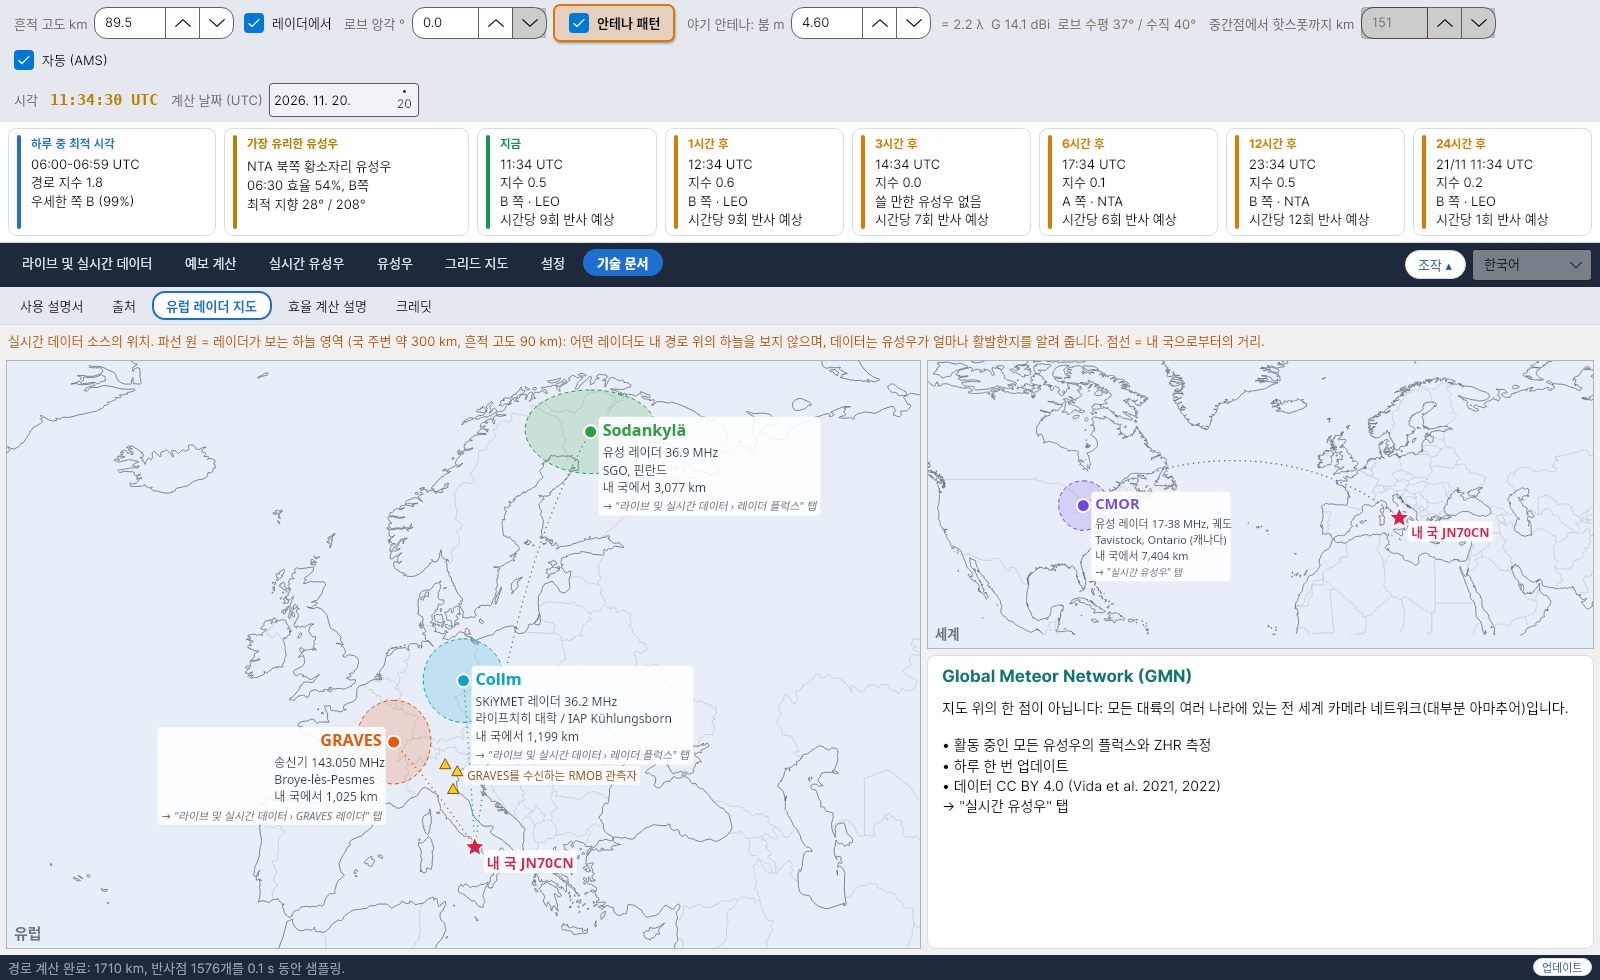 흔적 고도 km 89.5 레이더에서 로브 앙각 ° 0.0 안테나 패턴 야기 안테나: 붐 m 4.60 = 2.2 λ G 14.1 dBi 로브 수평 37° / 수직 40° 중간점에서 핫스폿까지 km 151
자동 (AMS)
시각 11:34:30 UTC 계산 날짜 (UTC) 2026. 11. 20. 20
하루 중 최적 시각
06:00-06:59 UTC
경로 지수 1.8
우세한 쪽 B (99%)
가장 유리한 유성우
NTA 북쪽 황소자리 유성우
06:30 효율 54%, B쪽
최적 지향 28° / 208°
지금
11:34 UTC
지수 0.5
B 쪽 · LEO
시간당 9회 반사 예상
1시간 후
12:34 UTC
지수 0.6
B 쪽 · LEO
시간당 9회 반사 예상
3시간 후
14:34 UTC
지수 0.0
쓸 만한 유성우 없음
시간당 7회 반사 예상
6시간 후
17:34 UTC
지수 0.1
A 쪽 · NTA
시간당 6회 반사 예상
12시간 후
23:34 UTC
지수 0.5
B 쪽 · NTA
시간당 12회 반사 예상
24시간 후
21/11 11:34 UTC
지수 0.2
B 쪽 · LEO
시간당 1회 반사 예상
라이브 및 실시간 데이터 예보 계산 실시간 유성우 유성우 그리드 지도 설정 기술 문서 조작 ▴ 한국어
사용 설명서 출처 유럽 레이더 지도 효율 계산 설명 크레딧
실시간 데이터 소스의 위치. 파선 원 = 레이더가 보는 하늘 영역 (국 주변 약 300 km, 흔적 고도 90 km): 어떤 레이더도 내 경로 위의 하늘을 보지 않으며, 데이터는 유성우가 얼마나 활발한지를 알려 줍니다. 점선 = 내 국으로부터의 거리.
Sodankylä
유성 레이더 36.9 MHz
SGO, 핀란드
내 국에서 3,077 km
→ "라이브 및 실시간 데이터 › 레이더 플럭스" 탭
Collm
SKiYMET 레이더 36.2 MHz
라이프치히 대학 / IAP Kühlungsborn
내 국에서 1,199 km
→ "라이브 및 실시간 데이터 › 레이더 플럭스" 탭
GRAVES
송신기 143.050 MHz
Broye-lès-Pesmes
내 국에서 1,025 km
→ "라이브 및 실시간 데이터 › GRAVES 레이더" 탭
GRAVES를 수신하는 RMOB 관측자
내 국 JN70CN
유럽
CMOR
유성 레이더 17-38 MHz, 궤도
Tavistock, Ontario (캐나다)
내 국에서 7,404 km
→ "실시간 유성우" 탭
내 국 JN70CN
세계
Global Meteor Network (GMN)
지도 위의 한 점이 아닙니다: 모든 대륙의 여러 나라에 있는 전 세계 카메라 네트워크(대부분 아마추어)입니다.
• 활동 중인 모든 유성우의 플럭스와 ZHR 측정
• 하루 한 번 업데이트
• 데이터 CC BY 4.0 (Vida et al. 2021, 2022)
→ "실시간 유성우" 탭
경로 계산 완료: 1710 km, 반사점 1576개를 0.1 s 동안 샘플링. 업데이트